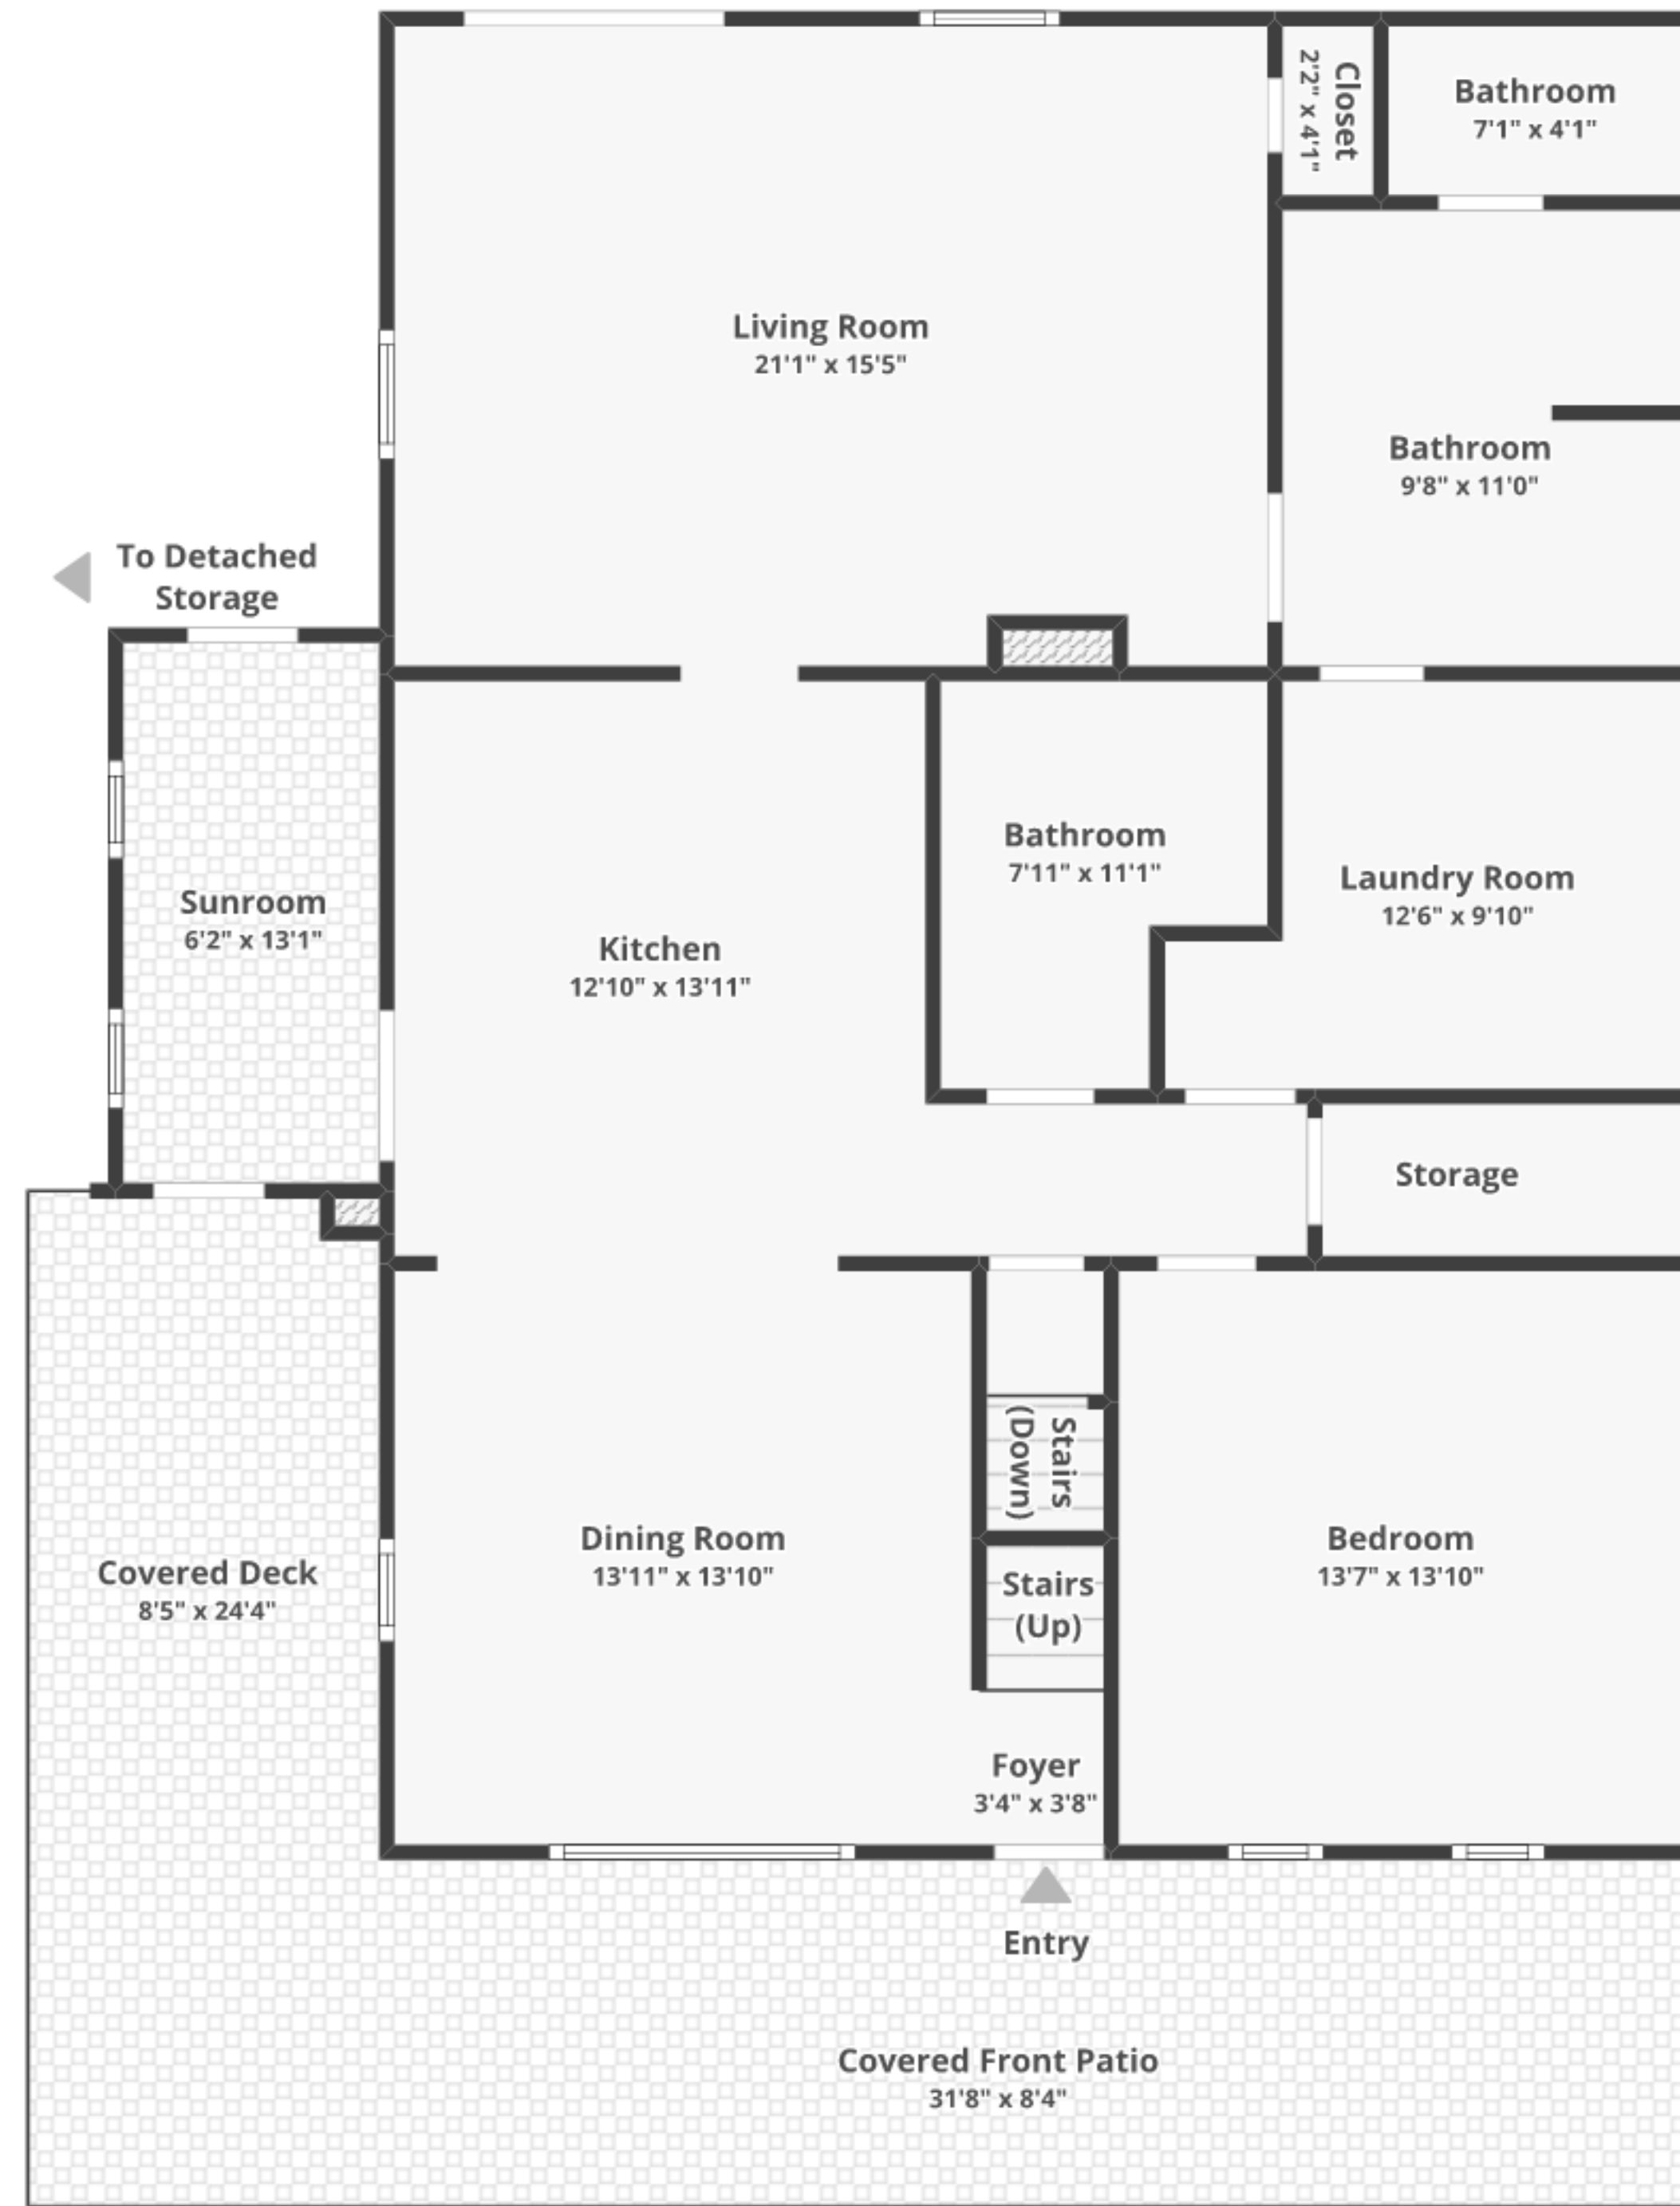 Closet
2'2" x 4'1"
Bathroom
7'1" x 4'1"
Living Room
21'1" x 15'5"
Bathroom
9'8" x 11'0"
To Detached
Storage
Bathroom
7'11" x 11'1"
Laundry Room
12'6" x 9'10"
Sunroom
6'2" x 13'1"
Kitchen
12'10" x 13'11"
Storage
Stairs
(Down)
Dining Room
13'11" x 13'10"
Bedroom
13'7" x 13'10"
Covered Deck
8'5" x 24'4"
Stairs
(Up)
Foyer
3'4" x 3'8"
Entry
Covered Front Patio
31'8" x 8'4"